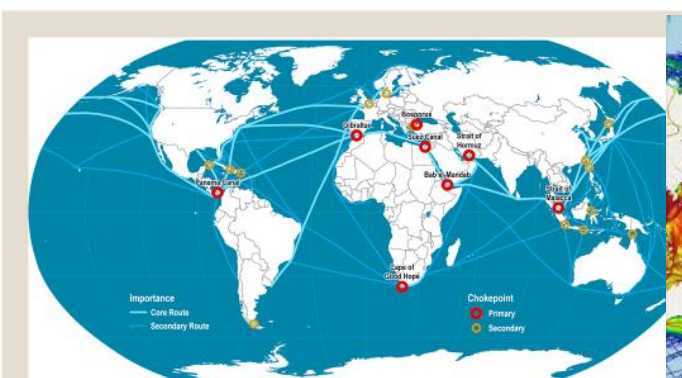 Bosporus
Gibraltar
Suez Canal
Strait of
Hormuz
Bab el-Mandab
Panama Canal
Strait of
Malacca
Cape of
Good Hope
Importance
Core Route
Secondary Route
Chokepoint
Primary
Secondary